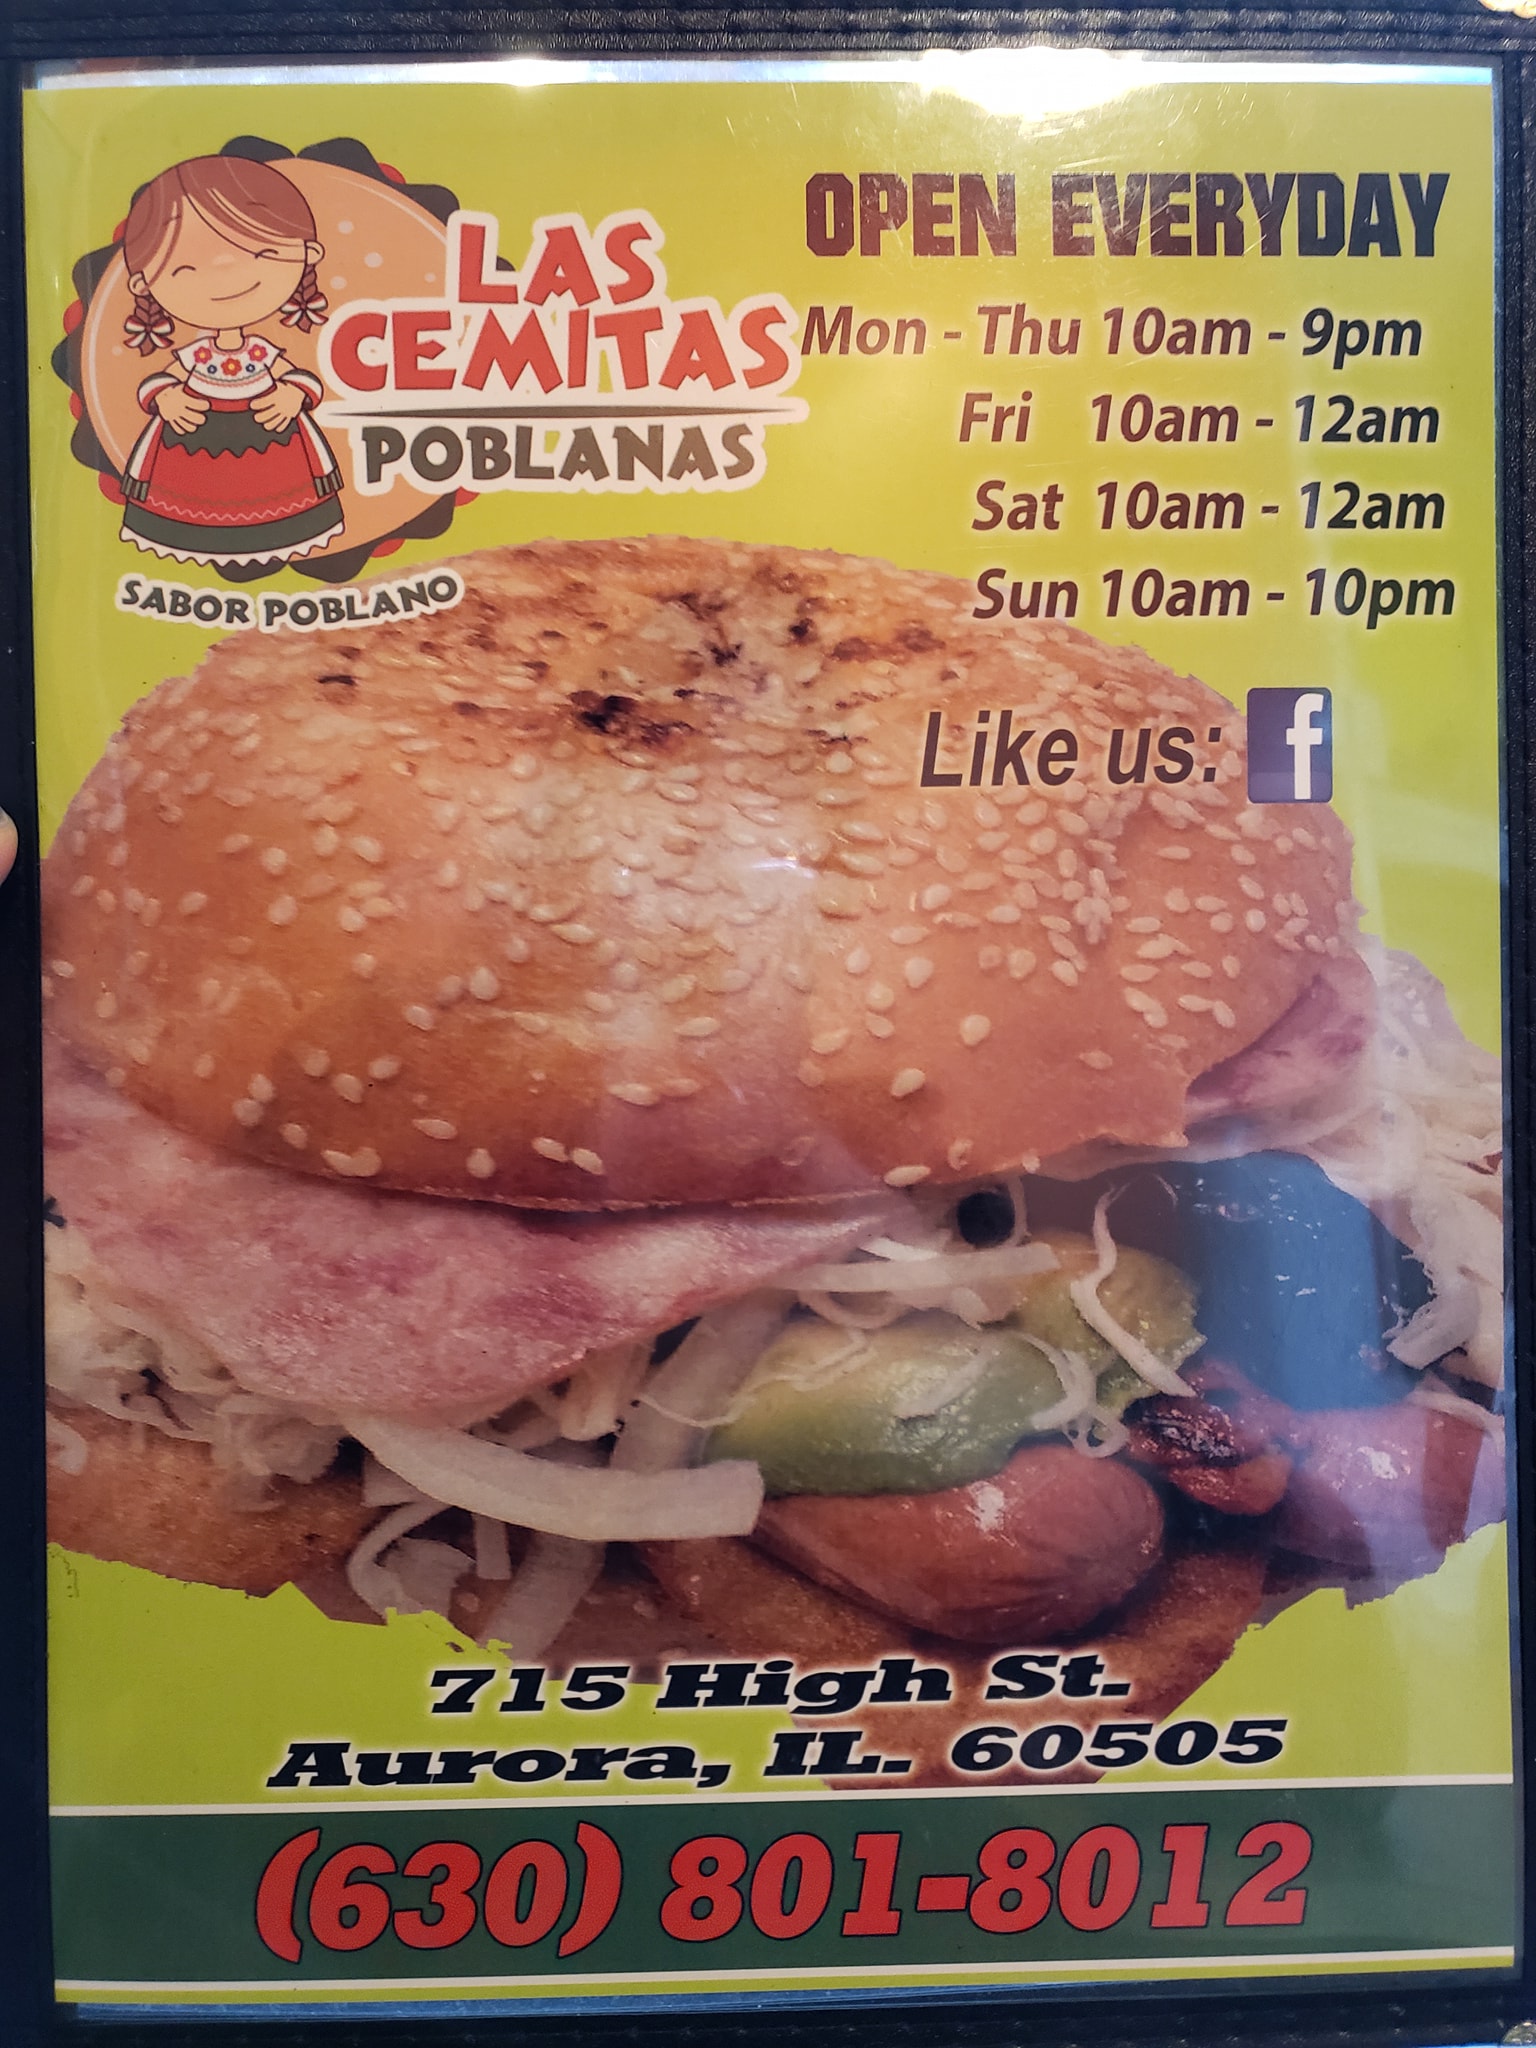 LAS
CEMITAS
POBLANAS
SABOR POBLANO
OPEN EVERYDAY
Mon - Thu 10am - 9pm
Fri 10am - 12am
Sat 10am - 12am
Sun 10am - 10pm
Like us: f
715 High St.
Aurora, IL. 60505
(630) 801-8012